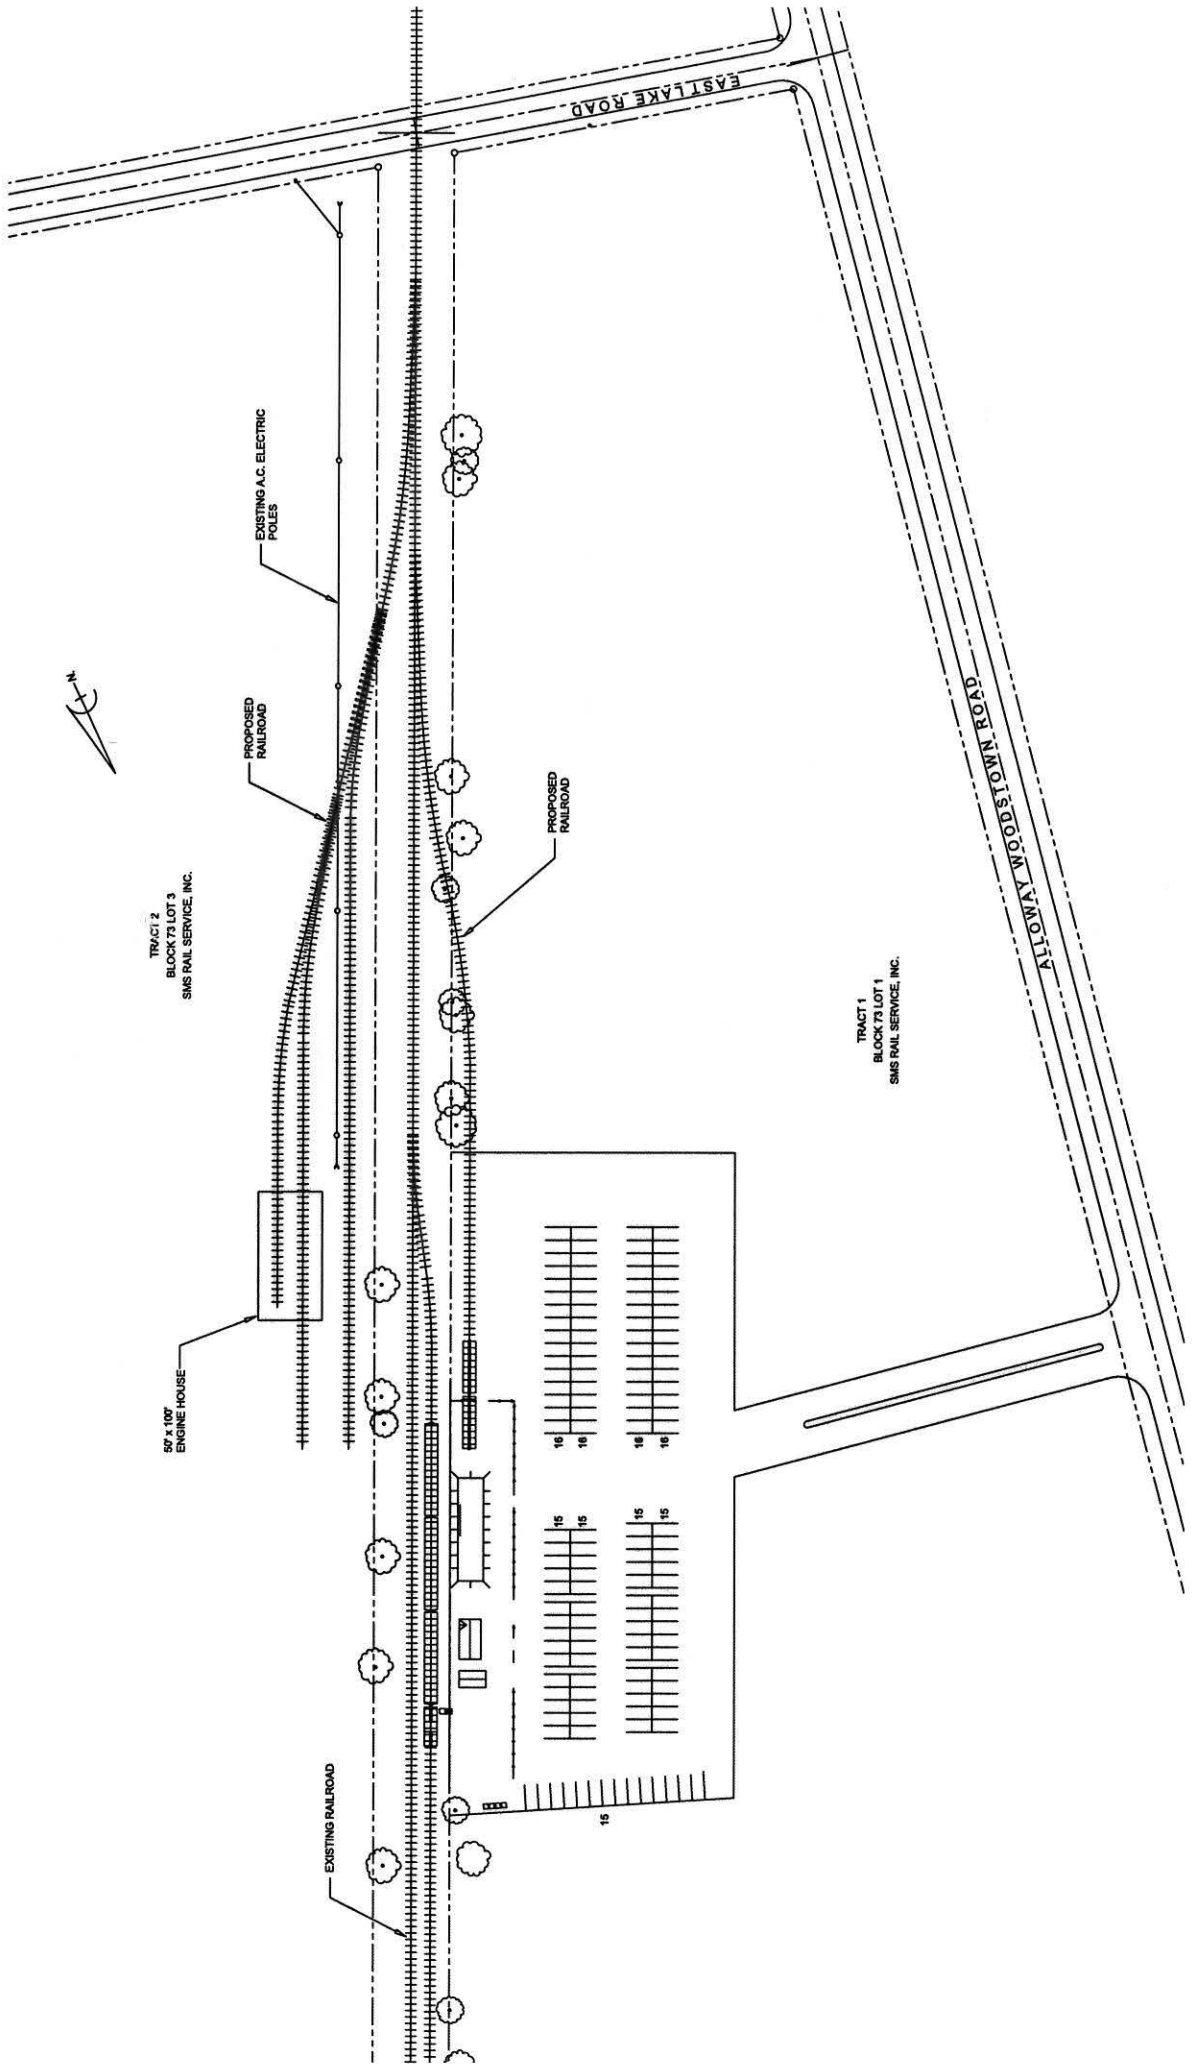 EAST LAKE ROAD
N.
EXISTING A.C. ELECTRIC
POLES
PROPOSED
RAILROAD
PROPOSED
RAILROAD
TRACT 2
BLOCK 73 LOT 3
SMS RAIL SERVICE, INC.
ALLOWAY WOODSTOWN ROAD
TRACT 1
BLOCK 73 LOT 1
SMS RAIL SERVICE, INC.
50' x 100'
ENGINE HOUSE
16
16
16
16
15
15
15
15
EXISTING RAILROAD
15